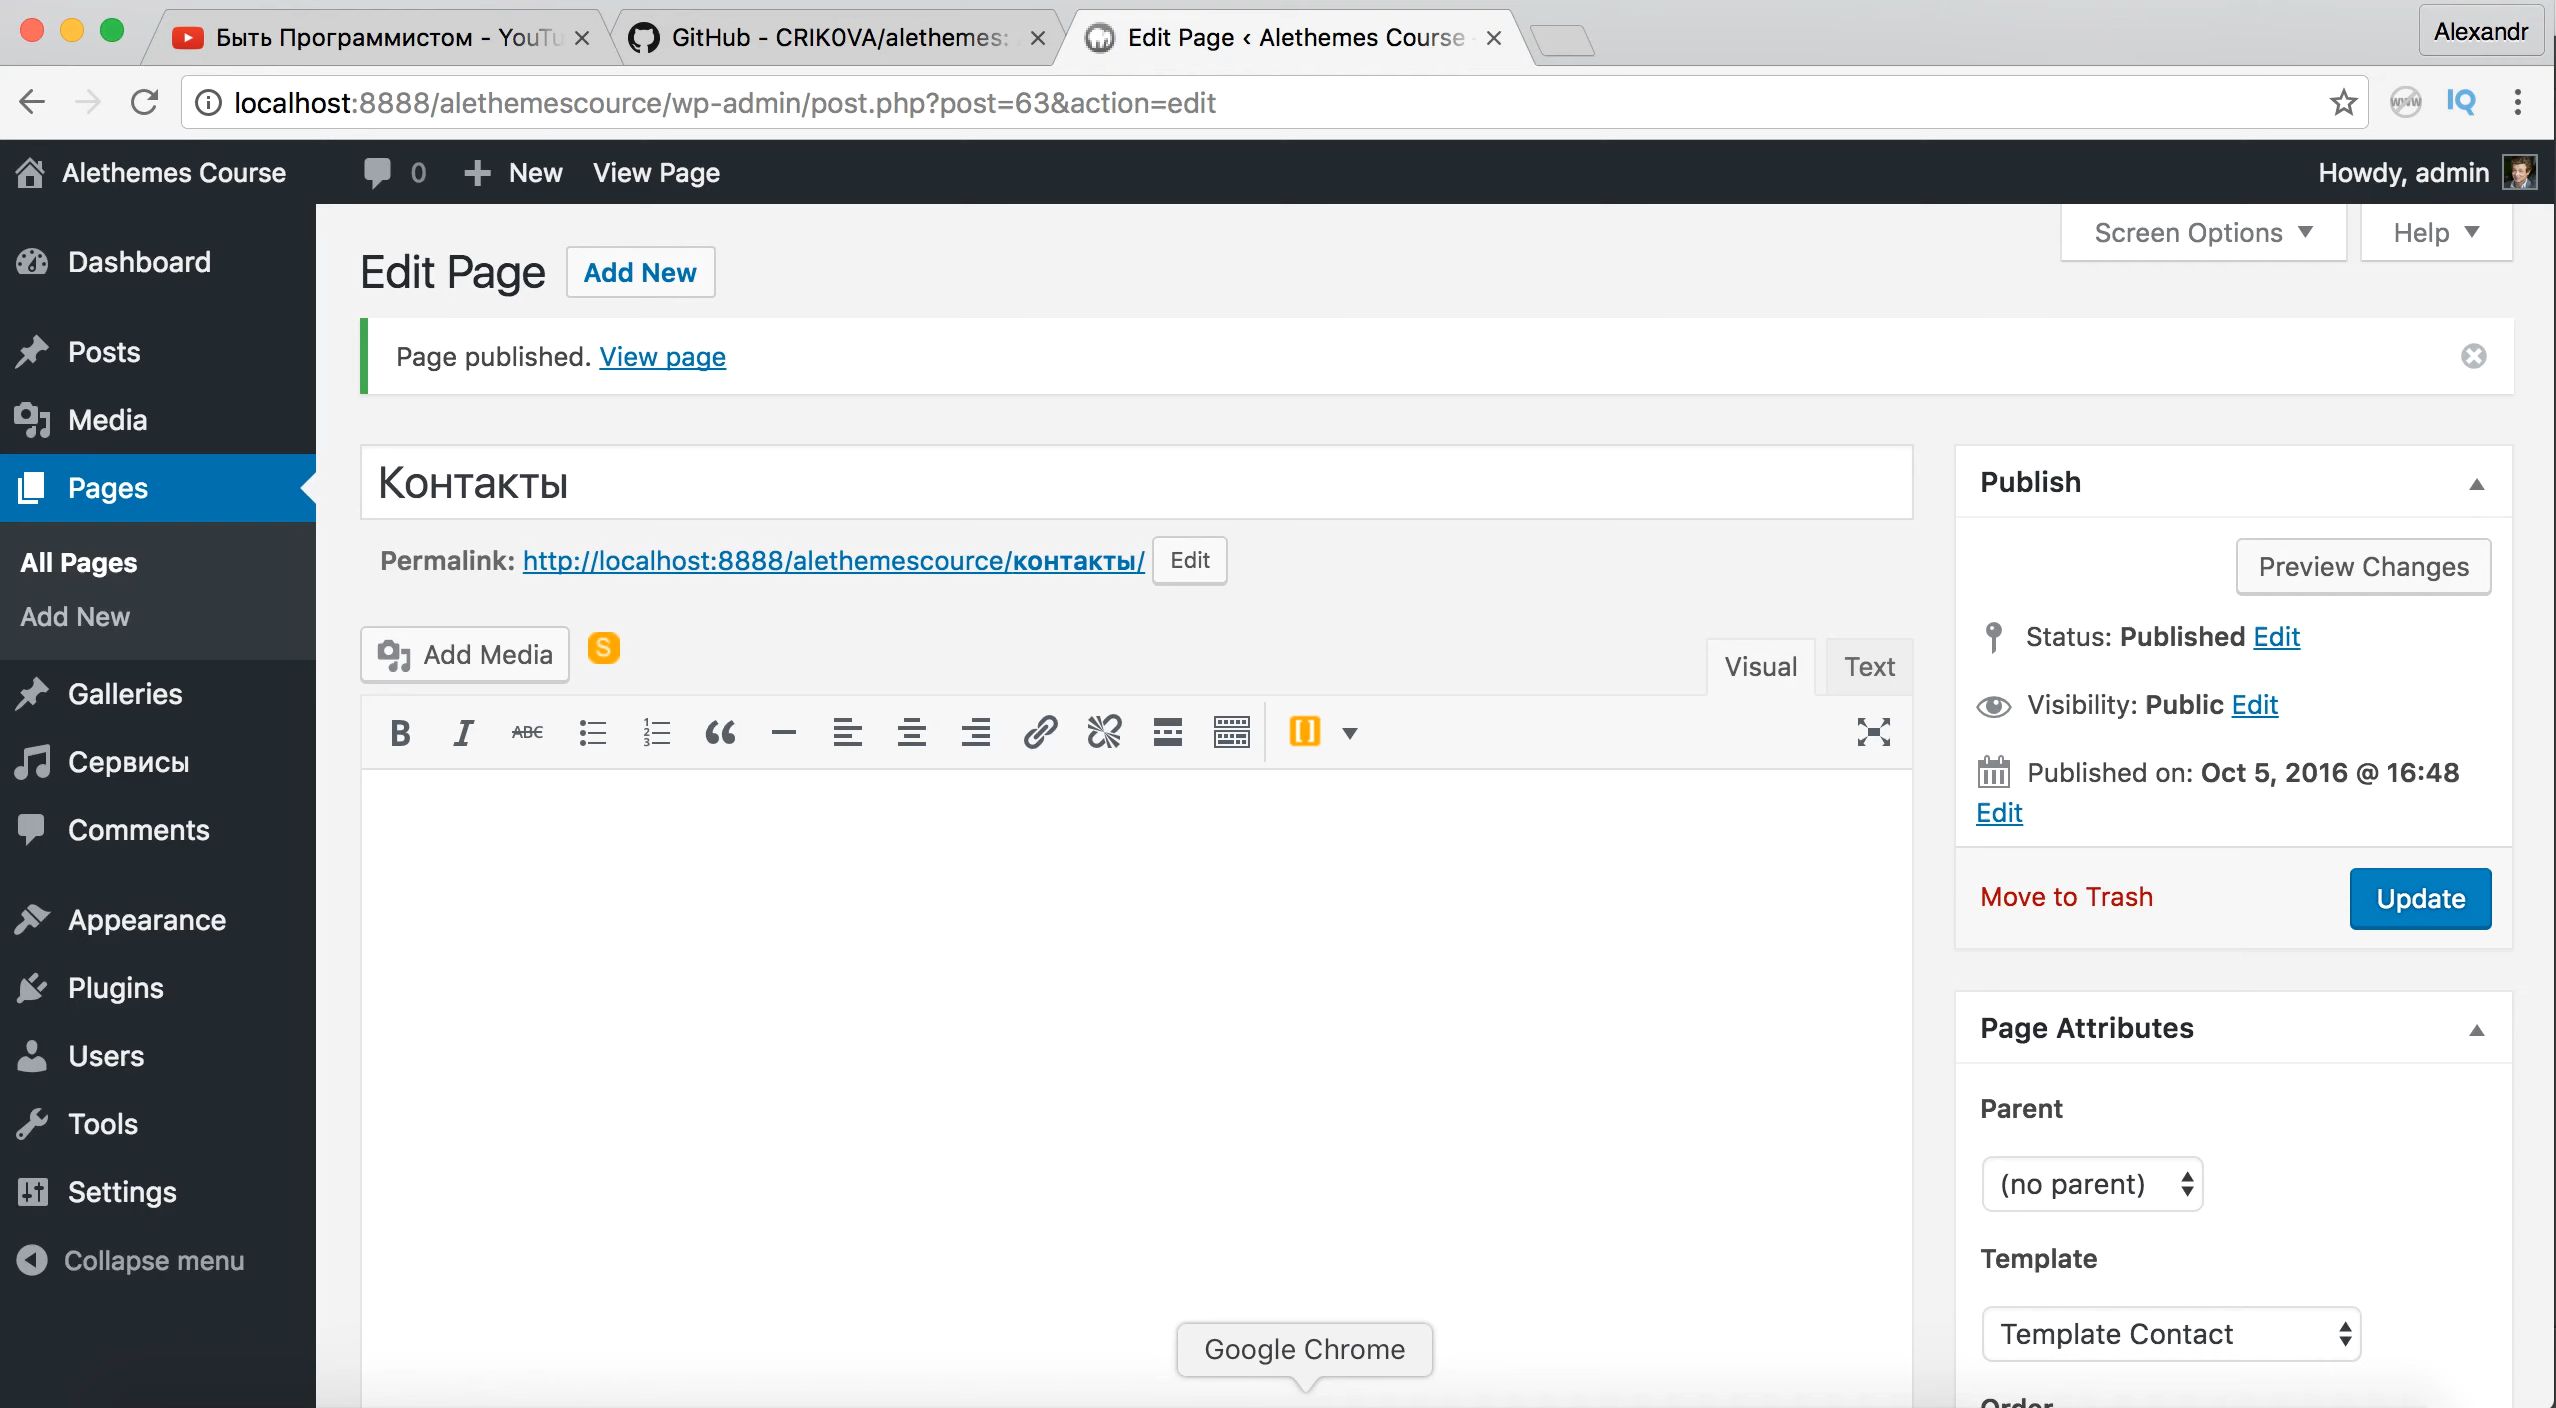 Быть Программистом - YouTu
GitHub - CRIK0VA/alethemes:
Edit Page ‹ Alethemes Course -
Alexandr
localhost:8888/alethemescource/wp-admin/post.php?post=63&action=edit
www
IQ
Alethemes Course
0
New
View Page
Howdy, admin
Screen Options
Help
Dashboard
Posts
Media
Pages
All Pages
Add New
Galleries
Сервисы
Comments
Appearance
Plugins
Users
Tools
Settings
Collapse menu
Edit Page
Add New
Page published. View page
Контакты
Permalink: http://localhost:8888/alethemescource/контакты/
Edit
Add Media
S
Visual
Text
B
I
ABC
Google Chrome
Publish
Preview Changes
Status: Published Edit
Visibility: Public Edit
Published on: Oct 5, 2016 @ 16:48
Edit
Move to Trash
Update
Page Attributes
Parent
(no parent)
Template
Template Contact
Order